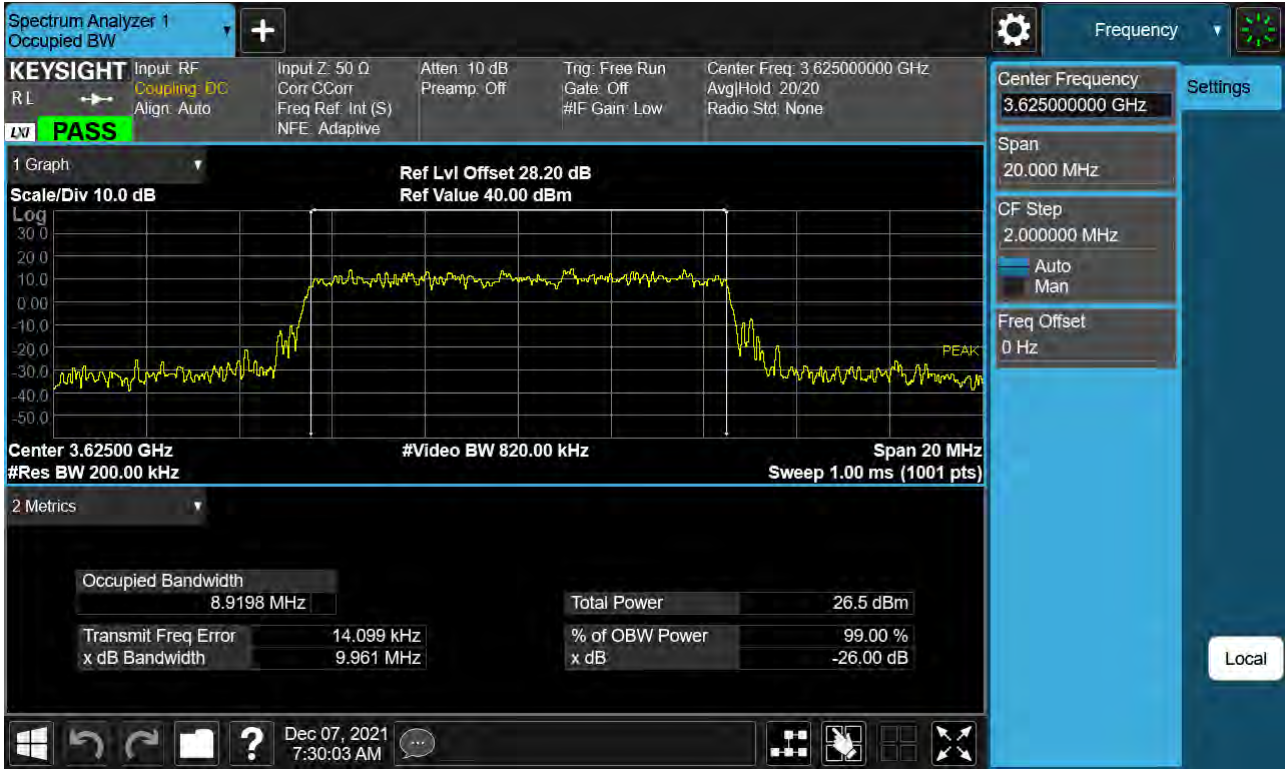 Spectrum Analyzer 1
Occupied BW
+
Frequency
KEYSIGHT Input: RF Input Z: 50 Ω Atten: 10 dB Trig: Free Run Center Freq: 3.625000000 GHz
R L Coupling: DC Corr CCorr Preamp: Off Gate: Off Avg|Hold: 20/20
Align: Auto Freq Ref: Int (S) #IF Gain: Low Radio Std: None
LXI PASS NFE: Adaptive
Center Frequency
3.625000000 GHz
Settings
Span
20.000 MHz
CF Step
2.000000 MHz
Auto
Man
Freq Offset
0 Hz
1 Graph
Ref Lvl Offset 28.20 dB
Scale/Div 10.0 dB Ref Value 40.00 dBm
Log
30.0
20.0
10.0
0.00
-10.0
-20.0
PEAK
-30.0
-40.0
-50.0
Center 3.62500 GHz #Video BW 820.00 kHz Span 20 MHz
#Res BW 200.00 kHz Sweep 1.00 ms (1001 pts)
2 Metrics
Occupied Bandwidth
8.9198 MHz Total Power 26.5 dBm
Transmit Freq Error 14.099 kHz % of OBW Power 99.00 %
x dB Bandwidth 9.961 MHz x dB -26.00 dB
Local
? Dec 07, 2021
7:30:03 AM